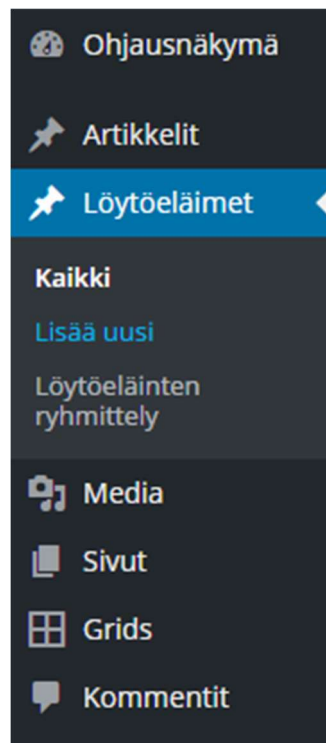 Ohjausnäkymä
Artikkelit
Löytöeläimet
Kaikki
Lisää uusi
Löytöeläinten
ryhmittely
Media
Sivut
Grids
Kommentit